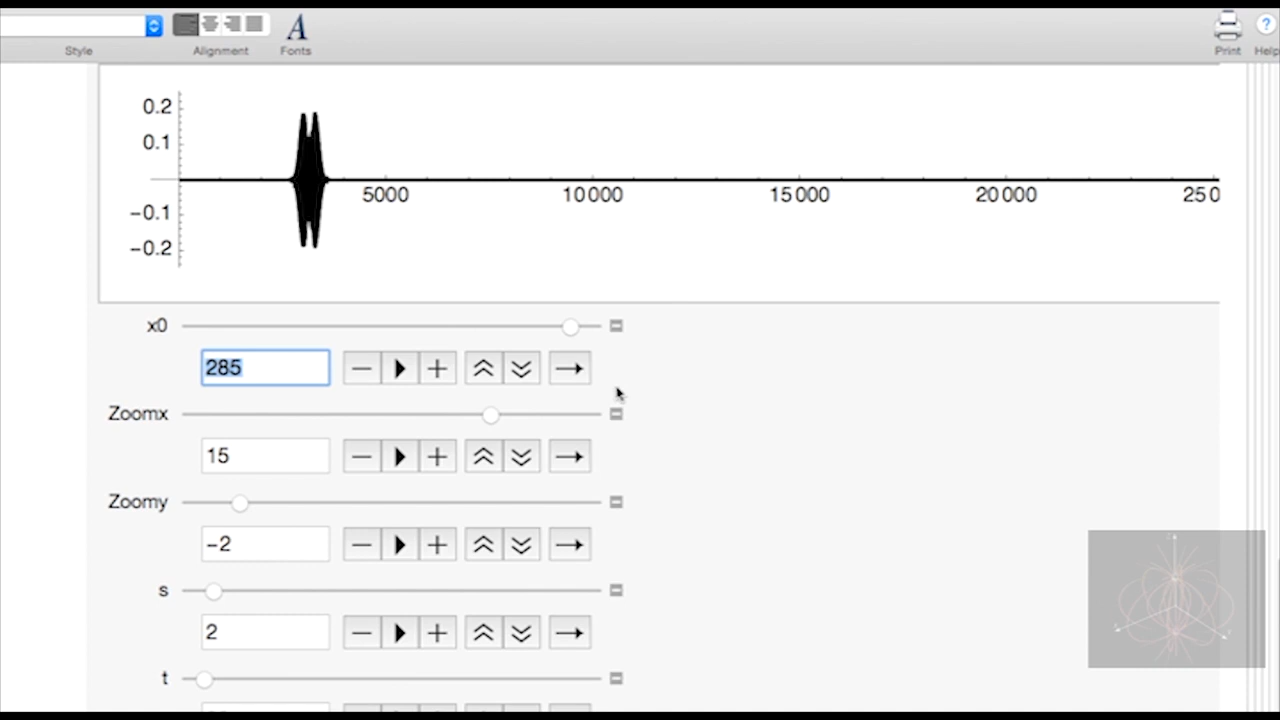 Style Alignment Fonts Print Help
0.2
0.1
−0.1
−0.2
5000 10000 15000 20000 250
x0
285
Zoomx
15
Zoomy
−2
s
2
t